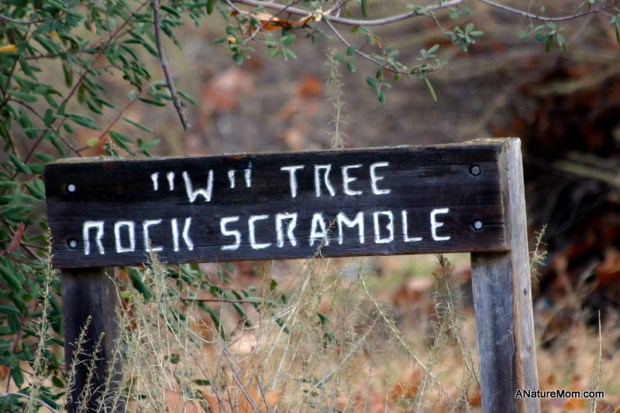 "W" TREE
ROCK SCRAMBLE
ANatureMom.com